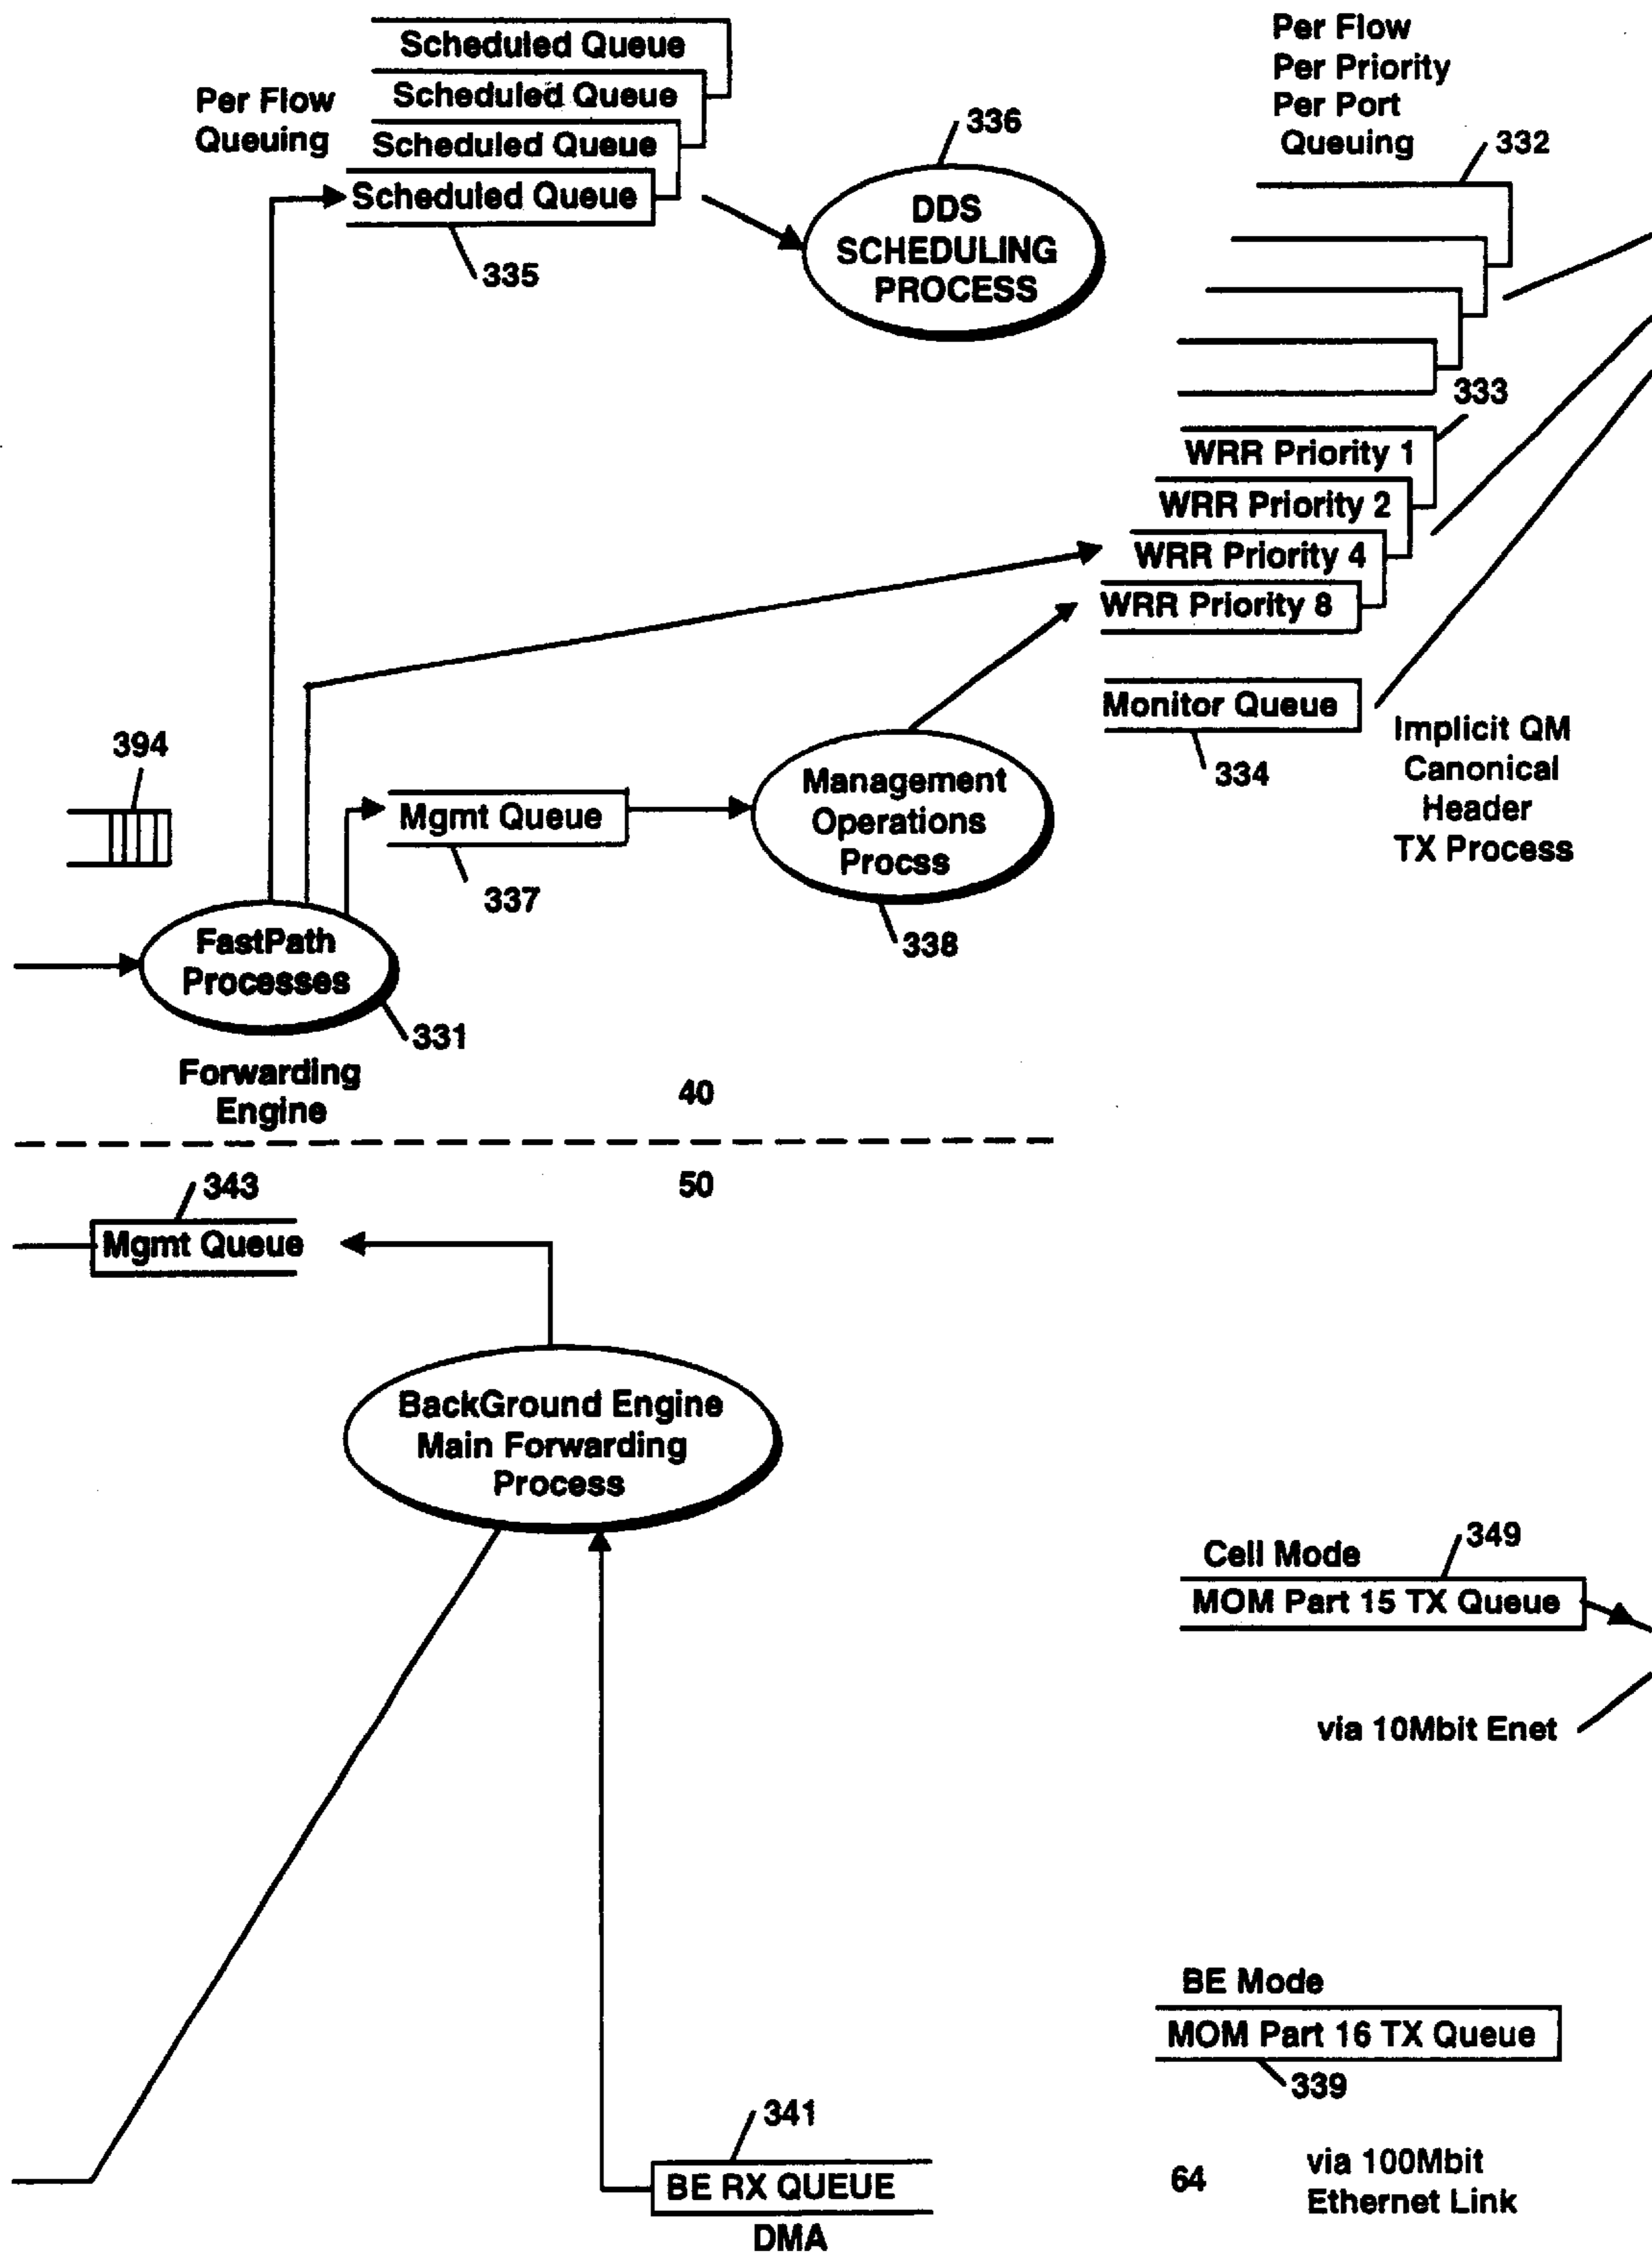 Scheduled Queue
Scheduled Queue
Scheduled Queue
Scheduled Queue
Per Flow
Queuing
335
336
DDS
SCHEDULING
PROCESS
Per Flow
Per Priority
Per Port
Queuing
332
333
WRR Priority 1
WRR Priority 2
WRR Priority 4
WRR Priority 8
Monitor Queue
334
Implicit QM
Canonical
Header
TX Process
394
Mgmt Queue
337
Management
Operations
Procss
338
FastPath
Processes
331
Forwarding
Engine
40
50
343
Mgmt Queue
BackGround Engine
Main Forwarding
Process
Cell Mode
349
MOM Part 15 TX Queue
via 10Mbit Enet
BE Mode
MOM Part 16 TX Queue
339
341
BE RX QUEUE
DMA
64
via 100Mbit
Ethernet Link